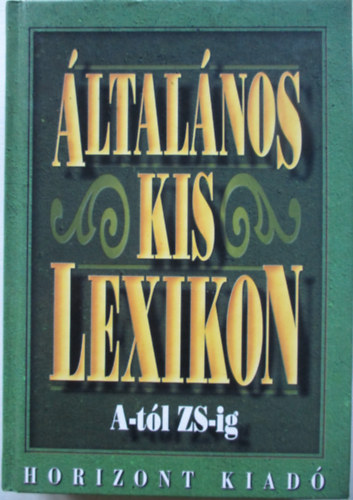 ÁLTALÁNOS
KIS
LEXIKON
A-tól ZS-ig
HORIZONT KIADÓ